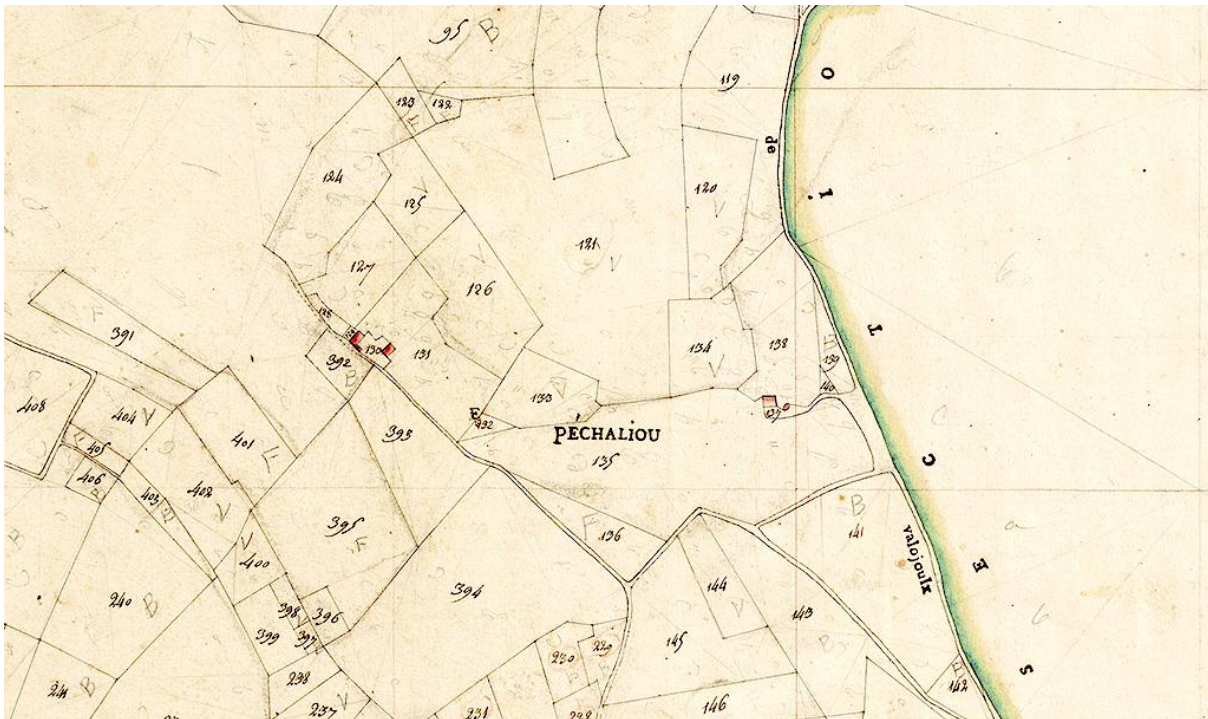 95
B
119
O
123
122
de
124
120
V
i
125
V
121
V
127
126
V
T
391
F
392
B
130
131
134
V
138
B
139
140
408
404
V
401
F
393
E
132
133
137
PECHALIOU
135
C
405
406
B
403
402
V
395
F
136
B
141
valojoulx
E
400
V
394
144
V
143
240
B
398
396
397
399
230
229
145
241
B
238
237
V
231
228
146
B
142
S